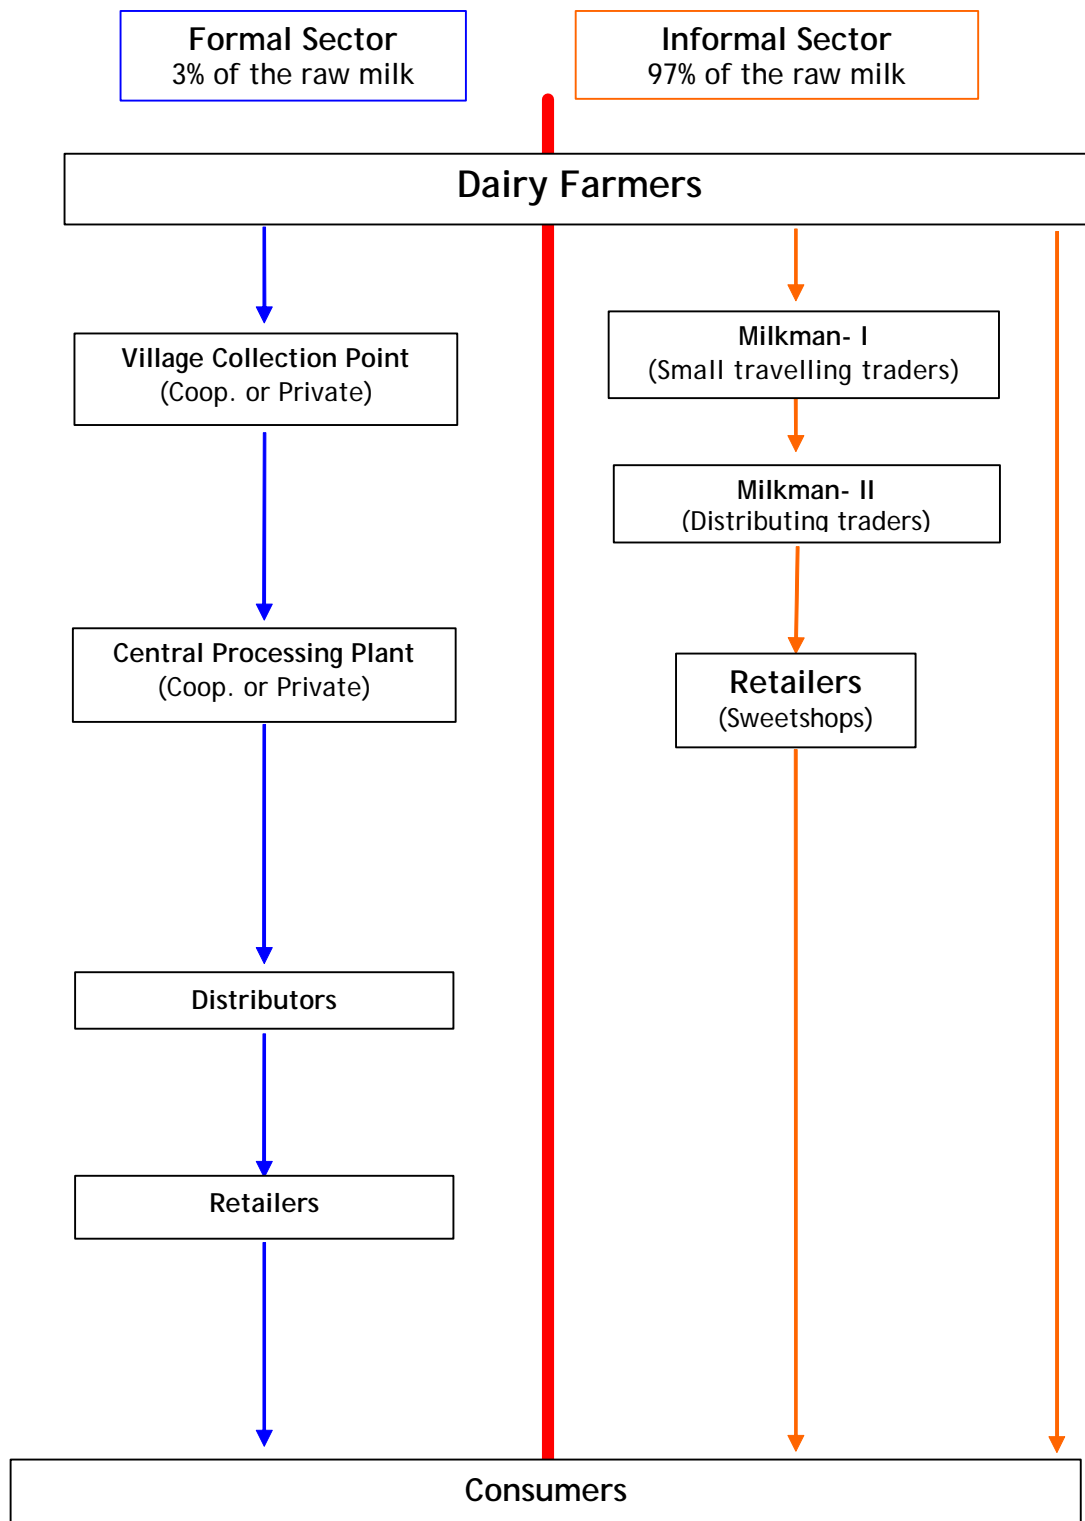 Formal Sector
3% of the raw milk
Informal Sector
97% of the raw milk
Dairy Farmers
Village Collection Point
(Coop. or Private)
Milkman- I
(Small travelling traders)
Milkman- II
(Distributing traders)
Central Processing Plant
(Coop. or Private)
Retailers
(Sweetshops)
Distributors
Retailers
Consumers